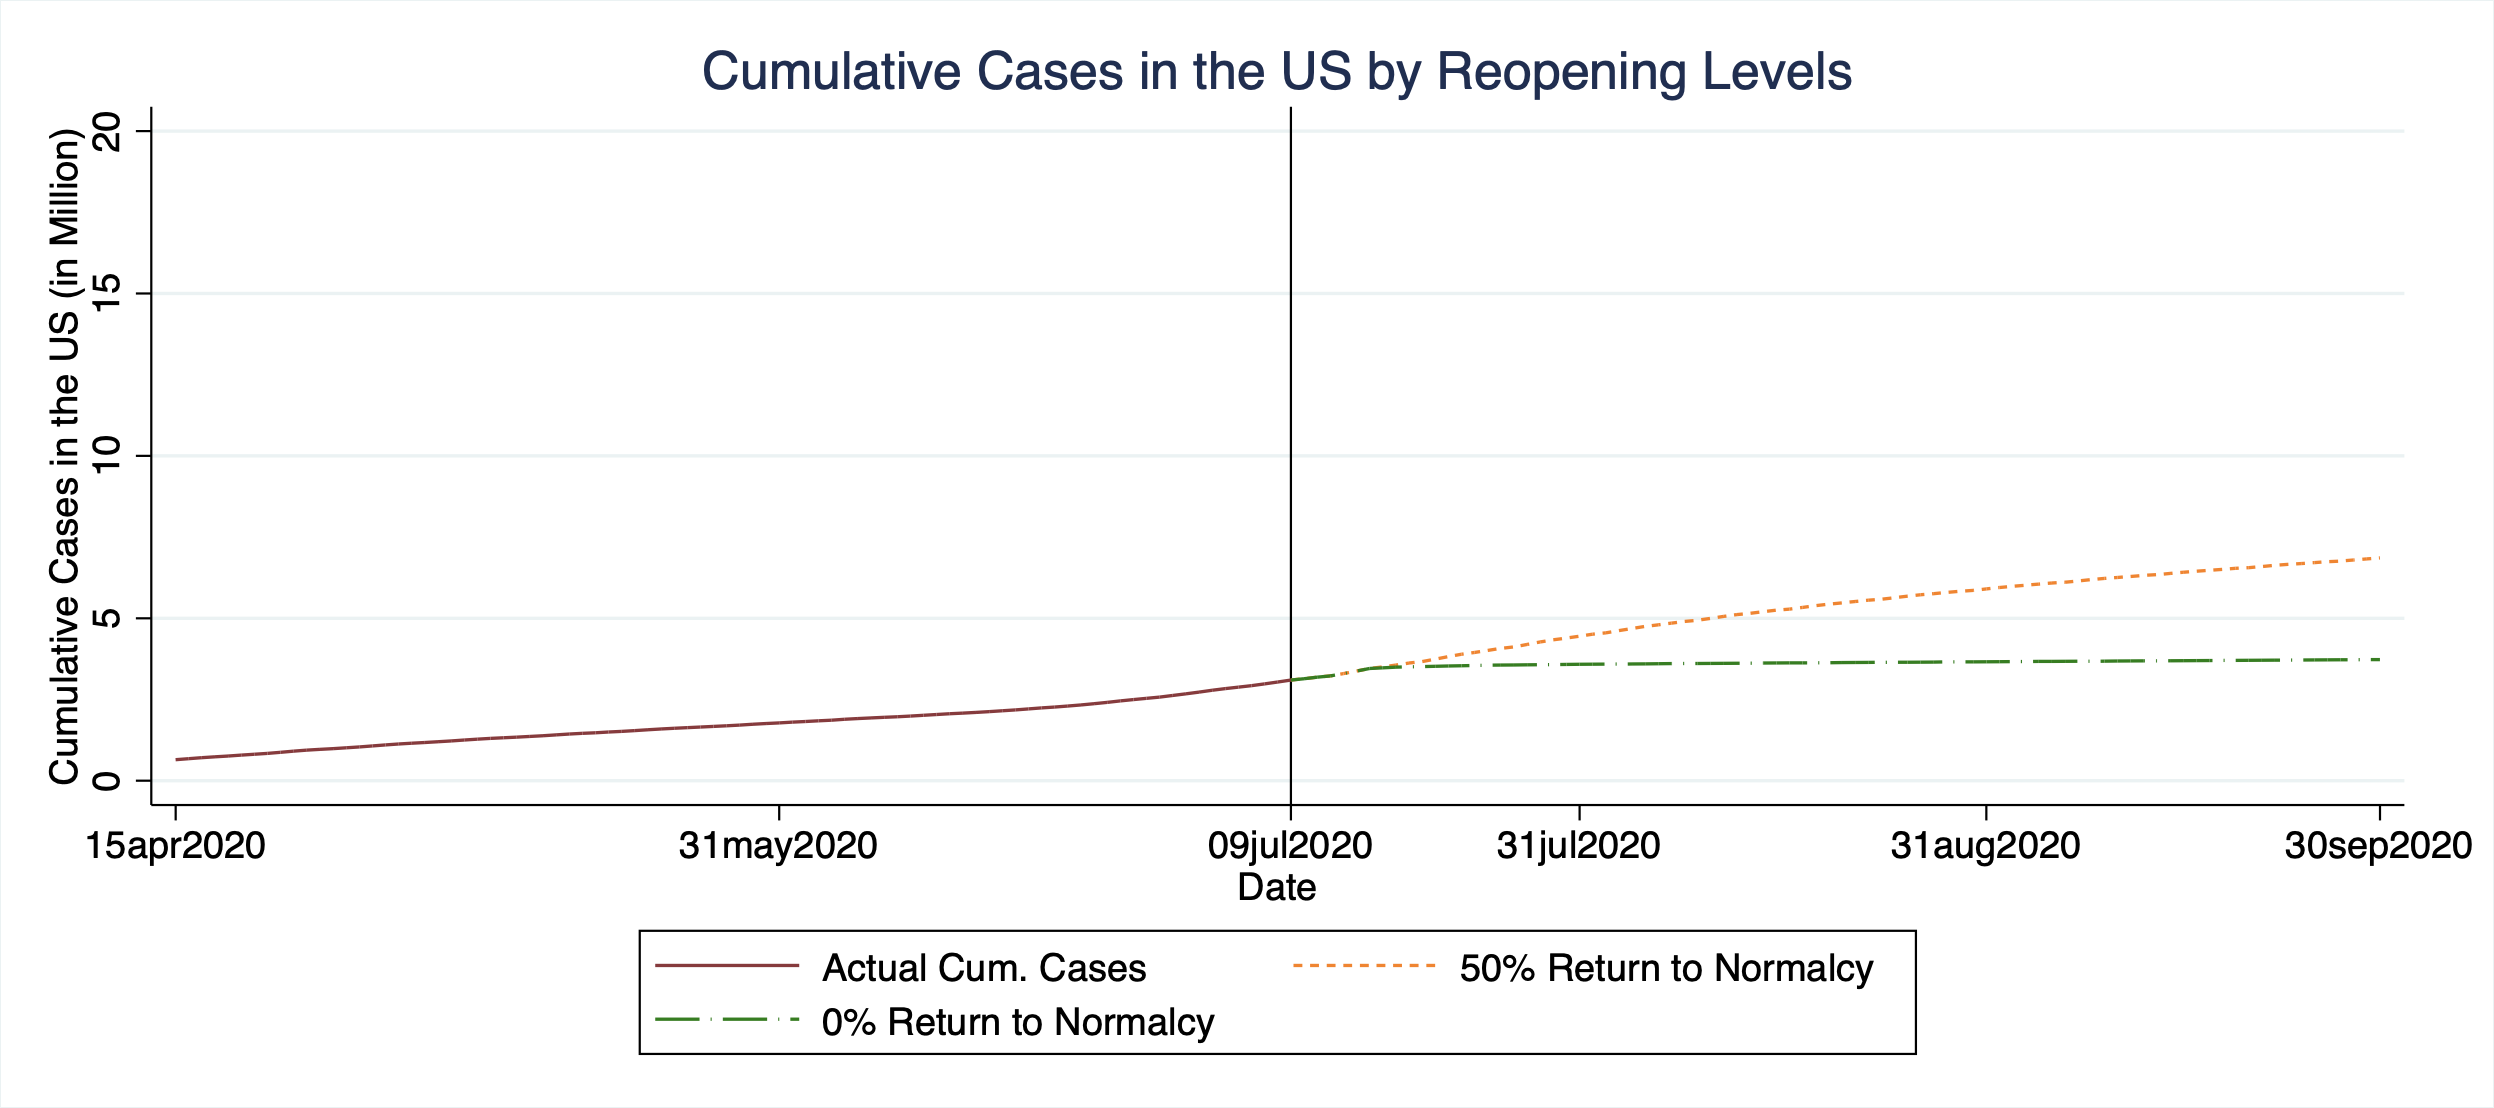 Cumulative Cases in the US by Reopening Levels
Cumulative Cases in the US (in Million)
20
15
10
5
0
15apr2020 31may2020 09jul2020 31jul2020 31aug2020 30sep2020
Date
Actual Cum. Cases 50% Return to Normalcy
0% Return to Normalcy